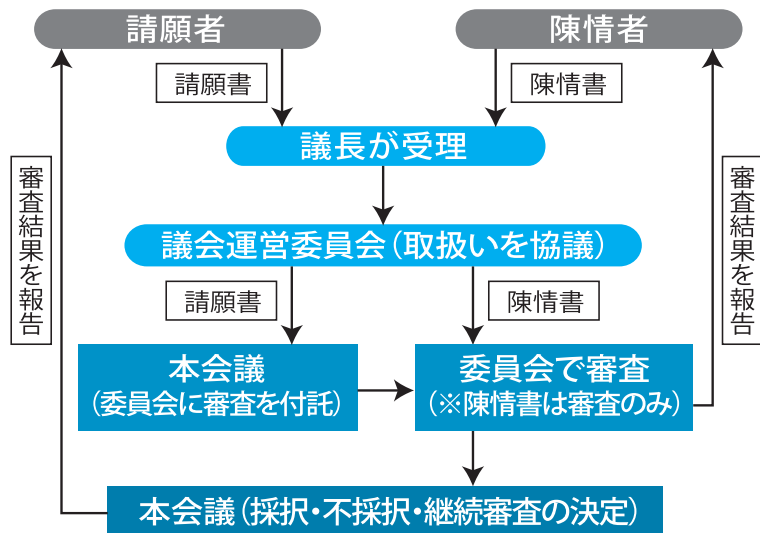 請願者
陳情者
請願書
陳情書
議長が受理
審査結果を報告
審査結果を報告
議会運営委員会（取扱いを協議）
請願書
陳情書
本会議
（委員会に審査を付託）
委員会で審査
（※陳情書は審査のみ）
本会議（採択・不採択・継続審査の決定）